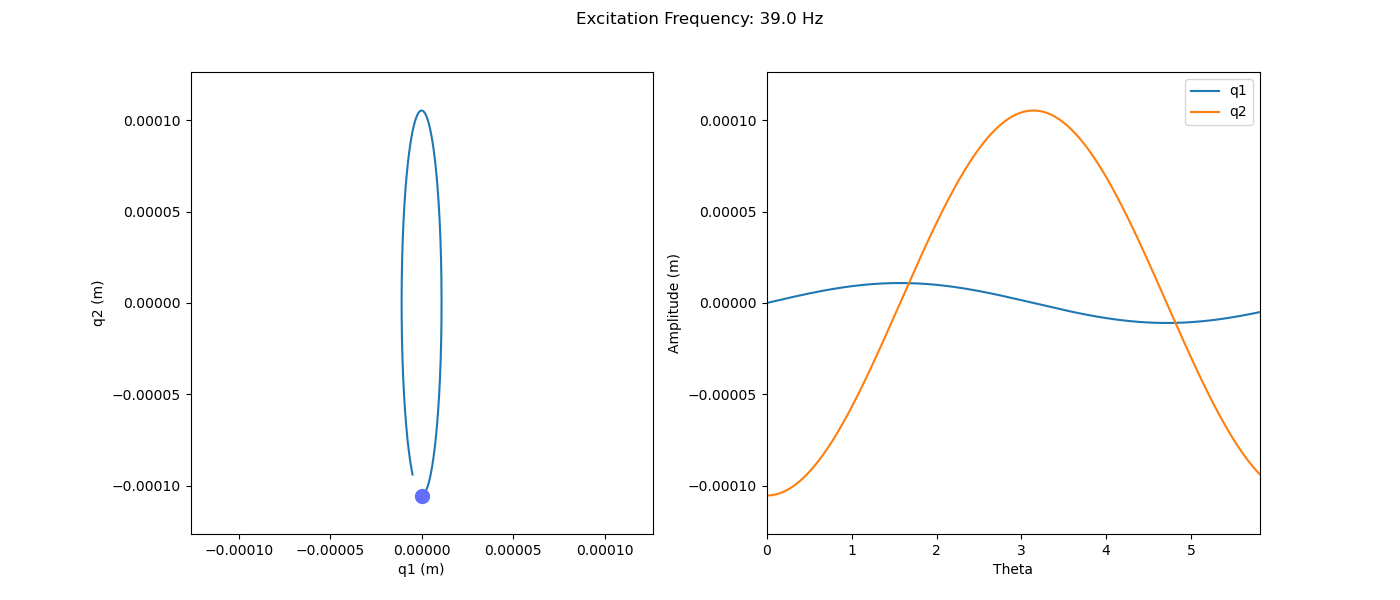 Excitation Frequency: 39.0 Hz
0.00010
0.00005
0.00000
−0.00005
−0.00010
q2 (m)
−0.00010 −0.00005 0.00000 0.00005 0.00010
q1 (m)
q1
q2
0.00010
0.00005
0.00000
−0.00005
−0.00010
Amplitude (m)
0 1 2 3 4 5
Theta